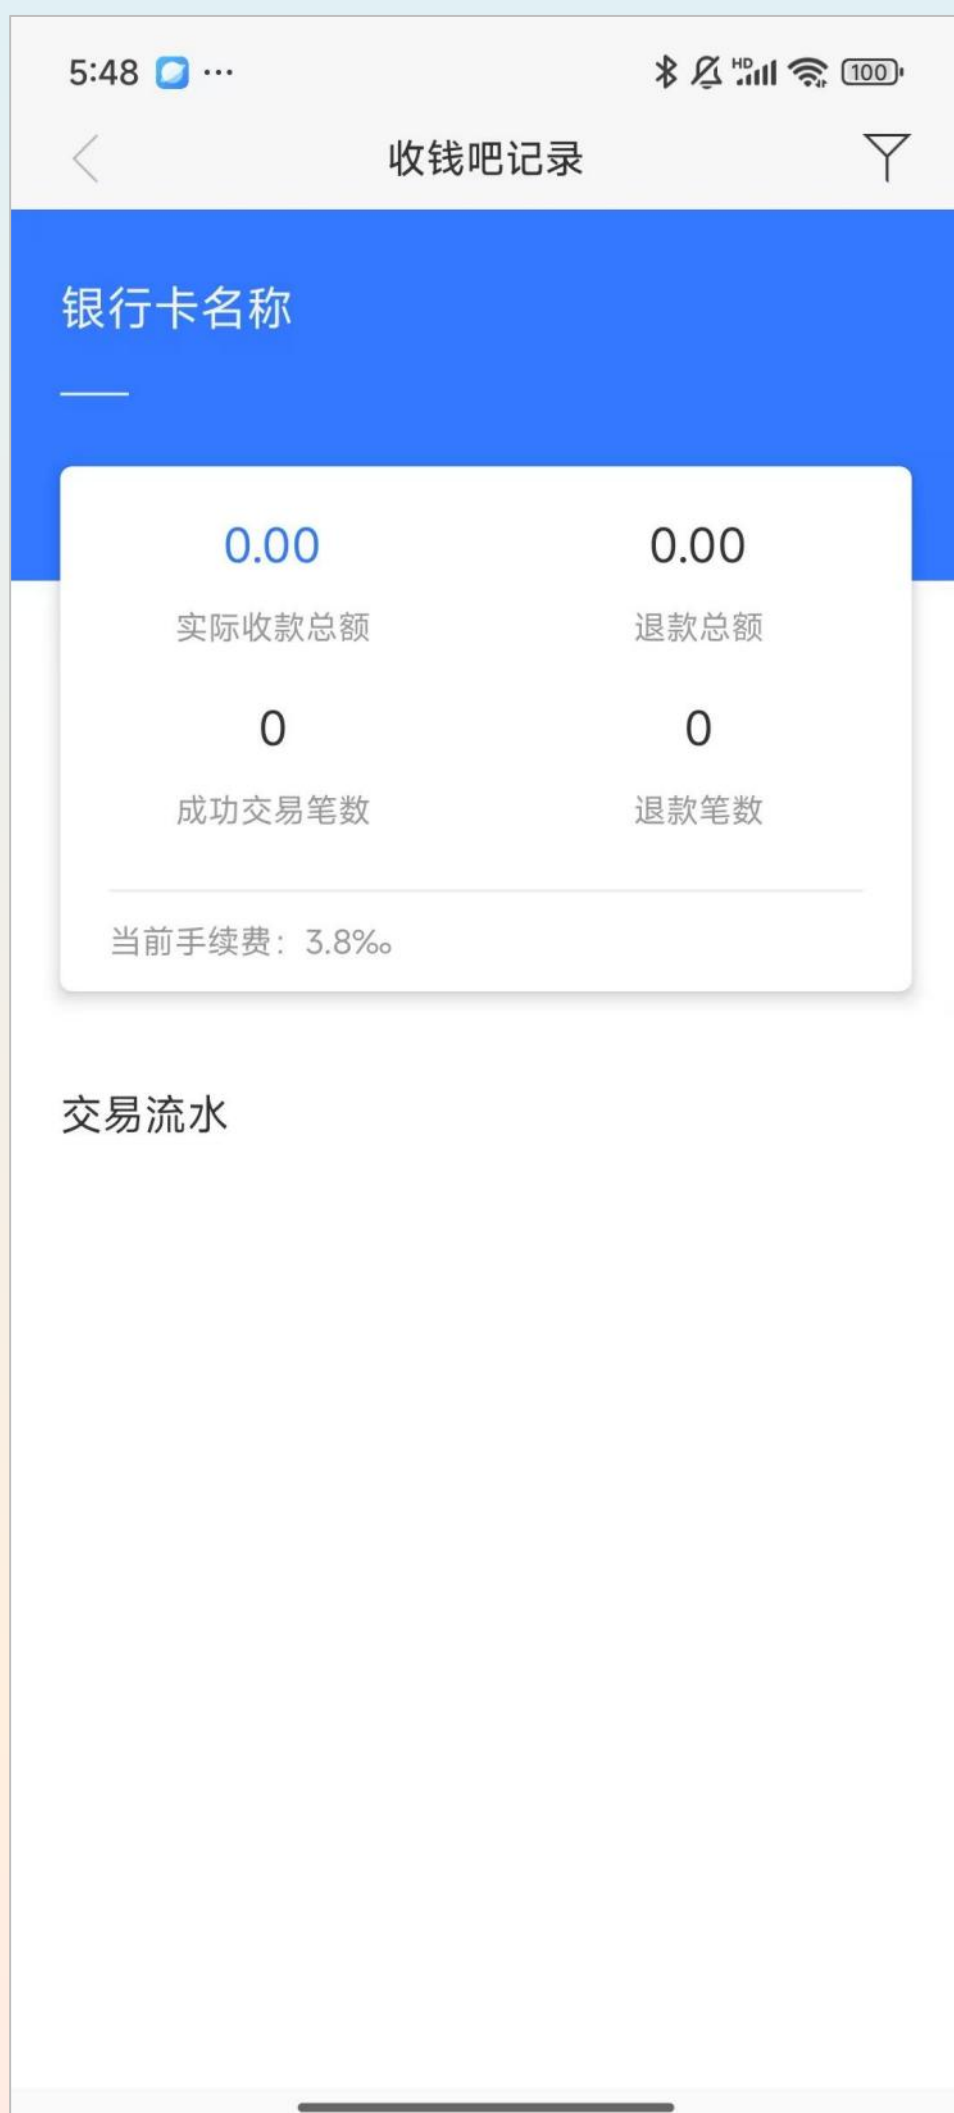 5:48 ... HD 100
收钱吧记录
银行卡名称
0.00 0.00
实际收款总额 退款总额
0 0
成功交易笔数 退款笔数
当前手续费：3.8‰
交易流水